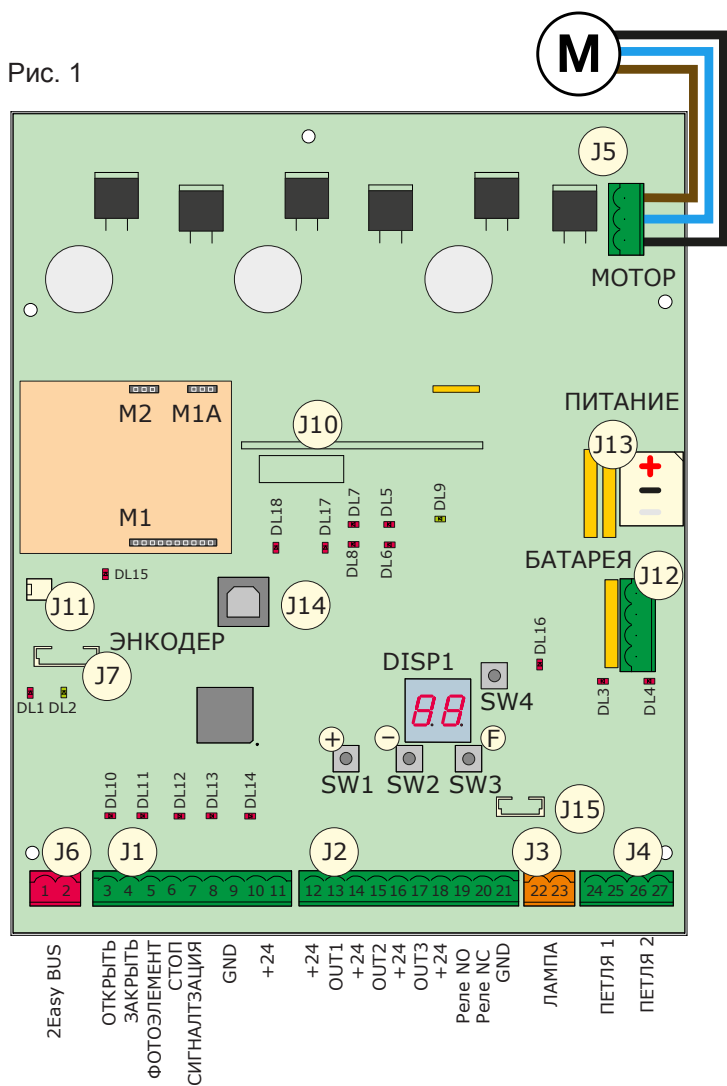 Рис. 1
M
J5
МОТОР
M2 M1A
J10
ПИТАНИЕ
J13
+
−
−
M1
DL18
DL17
DL7
DL8
DL5
DL6
DL9
БАТАРЕЯ
J12
DL15
J11
J14
ЭНКОДЕР
J7
DL1 DL2
DISP1
88
SW4
DL16
DL3
DL4
+
−
F
SW1 SW2 SW3
DL10
DL11
DL12
DL13
DL14
J15
J6 J1 J2 J3 J4
1 2 3 4 5 6 7 8 9 10 11 12 13 14 15 16 17 18 19 20 21 22 23 24 25 26 27
2Easy BUS
ОТКРЫТЬ
ЗАКРЫТЬ
ФОТОЭЛЕМЕНТ
СТОП
СИГНАЛТЗАЦИЯ
GND
+24
+24
OUT1
+24
OUT2
+24
OUT3
+24
Реле NO
Реле NC
GND
ЛАМПА
ПЕТЛЯ 1
ПЕТЛЯ 2